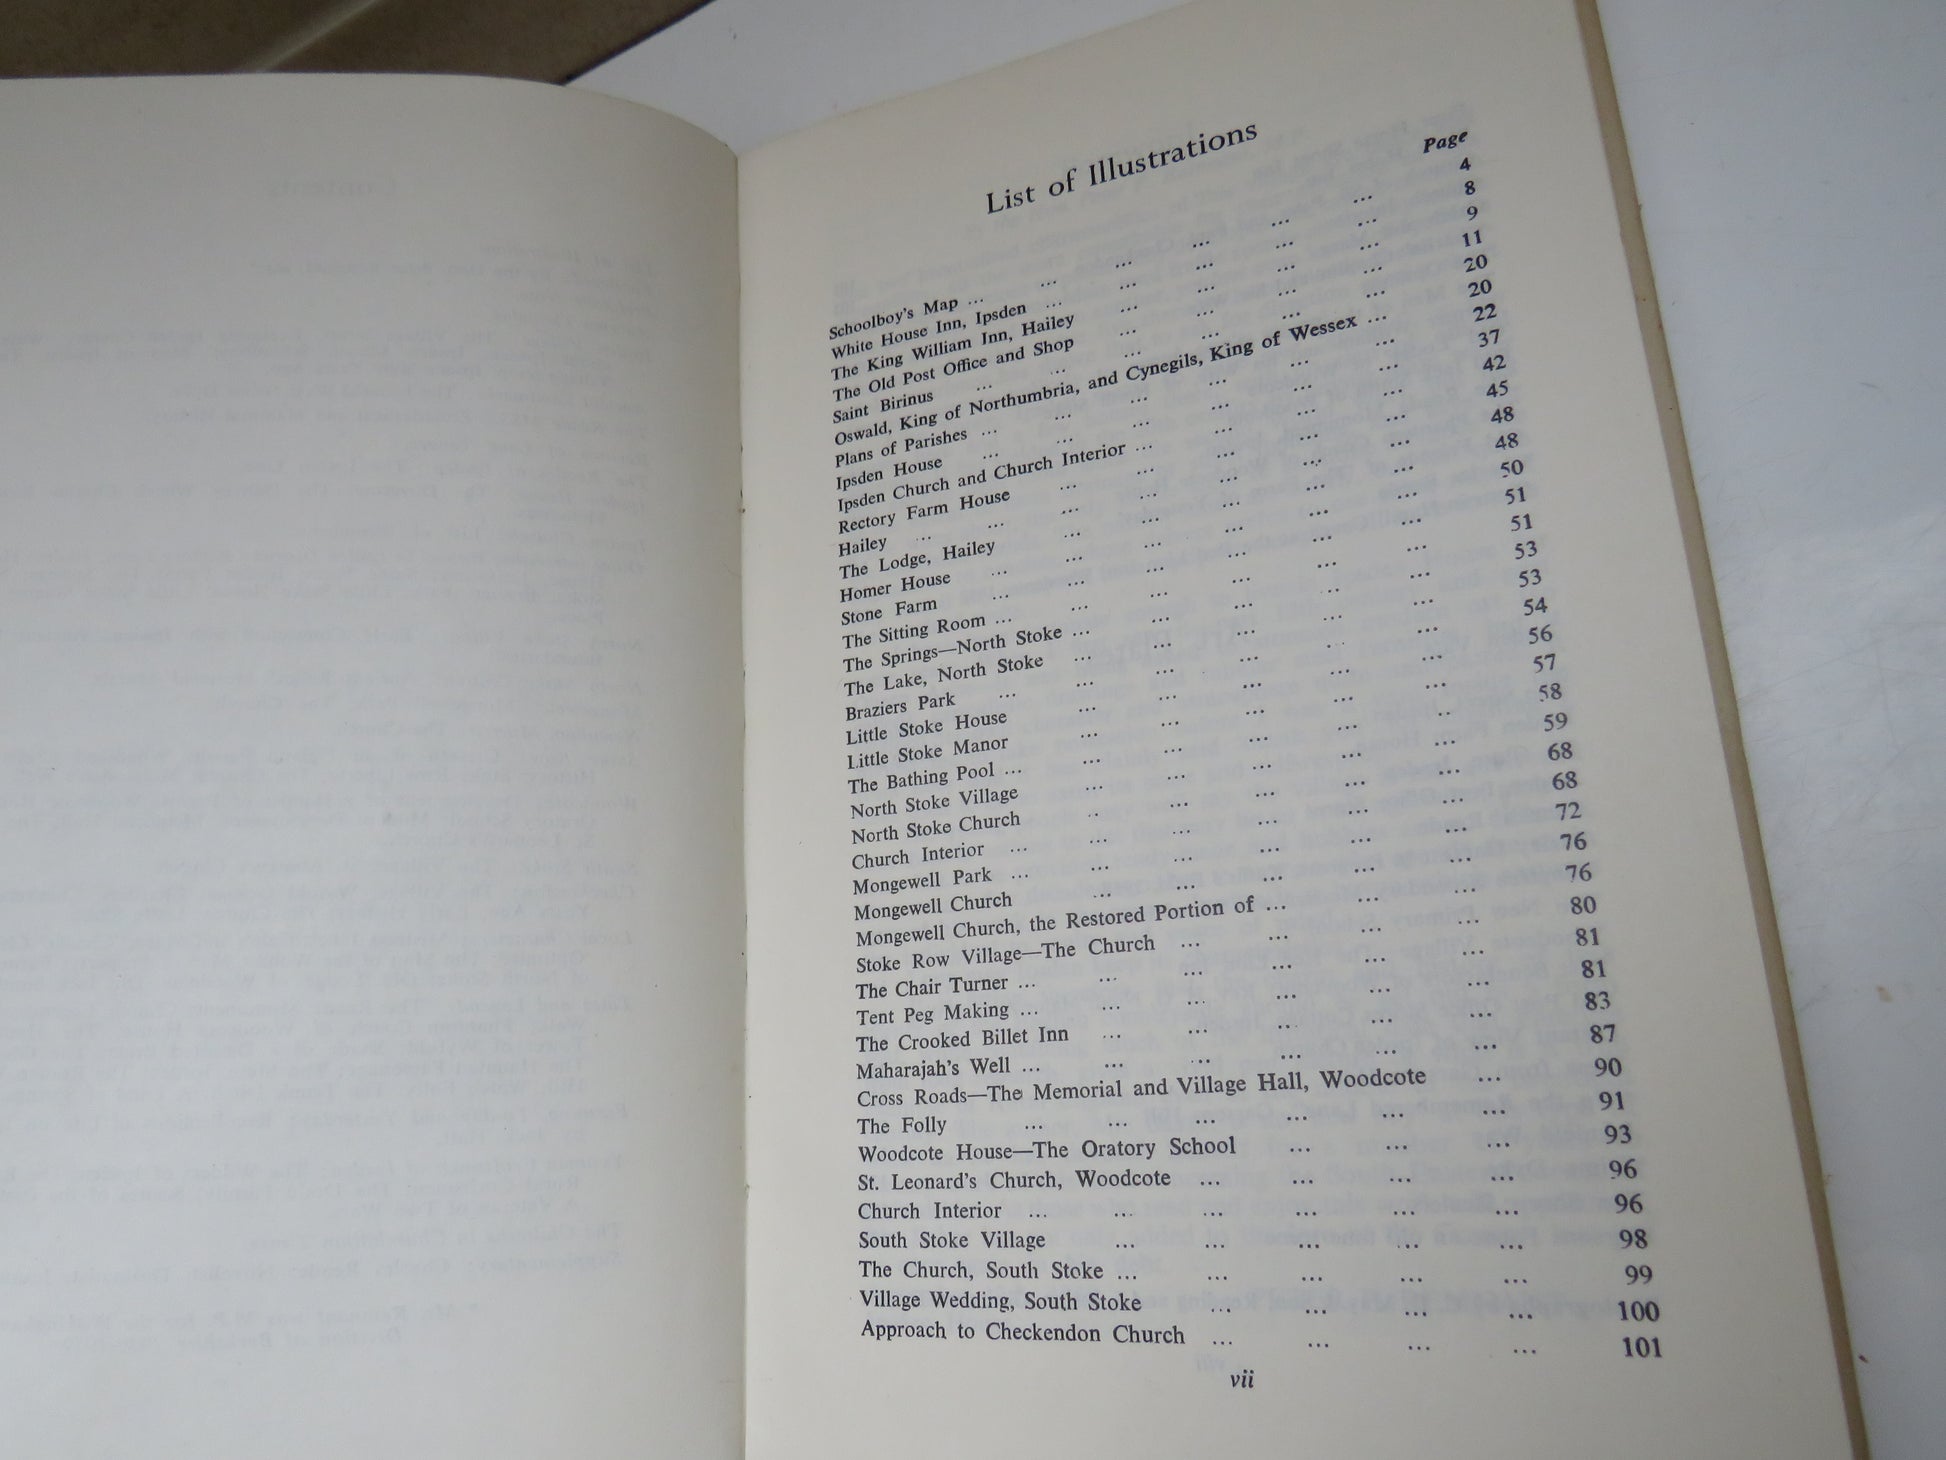 List of Illustrations
Page
Schoolboy's Map ... ... ... ... ... ... 4
White House Inn, Ipsden ... ... ... ... ... 8
The King William Inn, Hailey ... ... ... ... 9
The Old Post Office and Shop ... ... ... ... 11
Saint Birinus ... ... ... ... ... ... 20
Oswald, King of Northumbria, and Cynegils, King of Wessex ... 20
Plans of Parishes ... ... ... ... ... ... 22
Ipsden House ... ... ... ... ... ... 37
Ipsden Church and Church Interior ... ... ... ... 42
Rectory Farm House ... ... ... ... ... 45
Hailey ... ... ... ... ... ... ... 48
The Lodge, Hailey ... ... ... ... ... 48
Homer House ... ... ... ... ... ... 50
Stone Farm ... ... ... ... ... ... 51
The Sitting Room ... ... ... ... ... ... 51
The Springs—North Stoke ... ... ... ... ... 53
The Lake, North Stoke ... ... ... ... ... 53
Braziers Park ... ... ... ... ... ... 54
Little Stoke House ... ... ... ... ... 56
Little Stoke Manor ... ... ... ... ... 57
The Bathing Pool ... ... ... ... ... ... 58
North Stoke Village ... ... ... ... ... 59
North Stoke Church ... ... ... ... ... 68
Church Interior ... ... ... ... ... ... 68
Mongewell Park ... ... ... ... ... ... 72
Mongewell Church ... ... ... ... ... 76
Mongewell Church, the Restored Portion of ... ... ... 76
Stoke Row Village—The Church ... ... ... ... 80
The Chair Turner ... ... ... ... ... ... 81
Tent Peg Making ... ... ... ... ... ... 81
The Crooked Billet Inn ... ... ... ... ... 83
Maharajah's Well ... ... ... ... ... ... 87
Cross Roads—The Memorial and Village Hall, Woodcote ... 90
The Folly ... ... ... ... ... ... 91
Woodcote House—The Oratory School ... ... ... 93
St. Leonard's Church, Woodcote ... ... ... ... 96
Church Interior ... ... ... ... ... ... 96
South Stoke Village ... ... ... ... ... 98
The Church, South Stoke ... ... ... ... ... 99
Village Wedding, South Stoke ... ... ... ... 100
Approach to Checkendon Church ... ... ... ... 101
vii